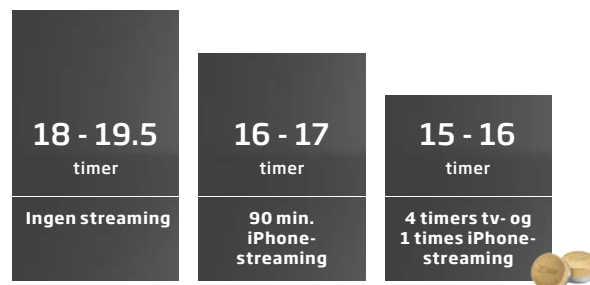 18 - 19.5
timer
Ingen streaming
16 - 17
timer
90 min.
iPhone-
streaming
15 - 16
timer
4 timers tv- og
1 times iPhone-
streaming